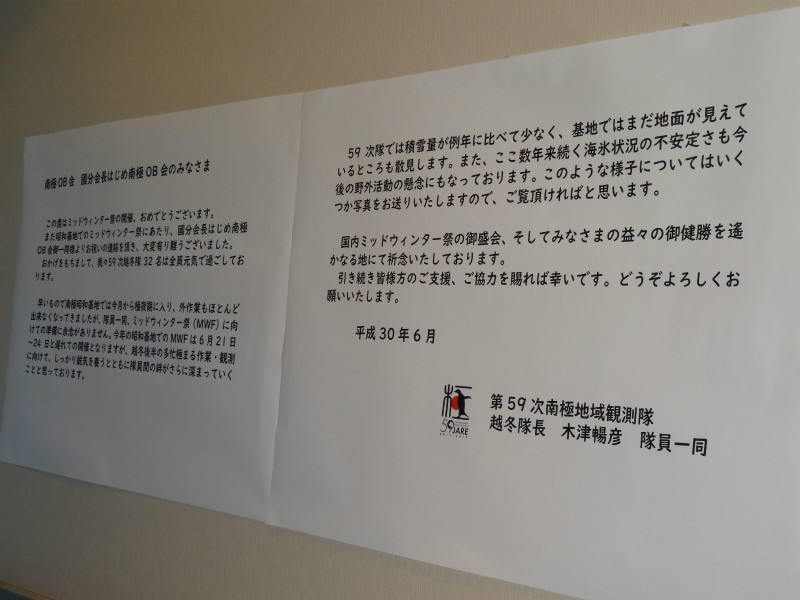 南極OB会　國分会長はじめ南極OB会のみなさま
この度はミッドウィンター祭の開催、おめでとうございます。
また昭和基地でのミッドウィンター祭にあたり、國分会長はじめ南極
OB会御一同様よりお祝いの連絡を頂き、大変有り難うございました。
おかげをもちまして、我々59次越冬隊32名は全員元気で過ごしてお
ります。
早いもので南極昭和基地では今月から極夜期に入り、外作業もほとんど
出来なくなってきましたが、隊員一同、ミッドウィンター祭（MWF）に向
けての準備に余念がありません。今年の昭和基地でのMWFは6月21日
～24日と遅れての開催となりますが、越冬後半の多忙極まる作業・観測
に向けて、しっかり鋭気を養うとともに隊員間の絆がさらに深まっていく
ことと思っております。
59次隊では積雪量が例年に比べて少なく、基地ではまだ地面が見えて
いるところも散見します。また、ここ数年来続く海氷状況の不安定さも今
後の野外活動の懸念にもなっております。このような様子についてはいく
つか写真をお送りいたしますので、ご覧頂ければと思います。
国内ミッドウィンター祭の御盛会、そしてみなさまの益々の御健勝を遙
かなる地にて祈念いたしております。
引き続き皆様方のご支援、ご協力を賜れば幸いです。どうぞよろしくお
願いいたします。
平成30年6月
59JARE
第59次南極地域観測隊
越冬隊長　木津暢彦　隊員一同